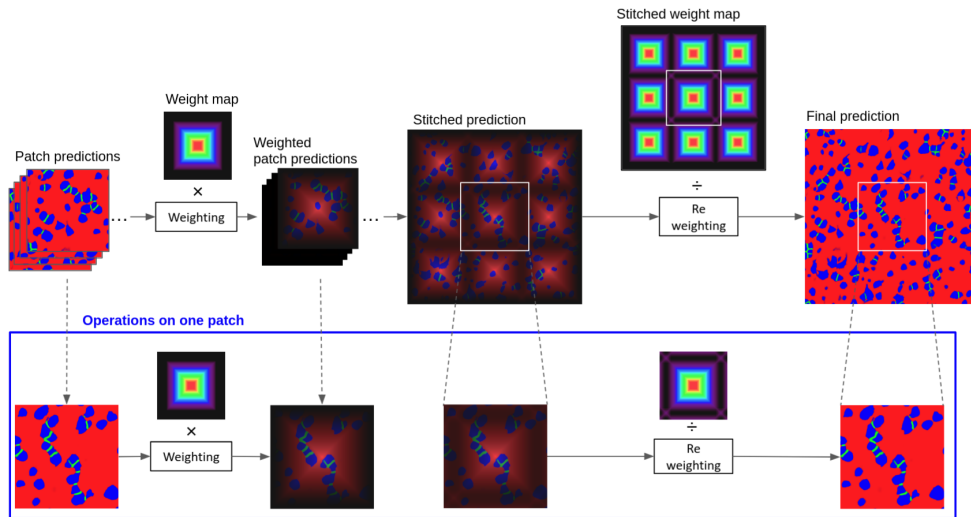 Stitched weight map
Weight map
Stitched prediction
Final prediction
Weighted
patch predictions
Patch predictions
×
÷
...
Weighting
...
Re
weighting
Operations on one patch
×
÷
Weighting
Re
weighting